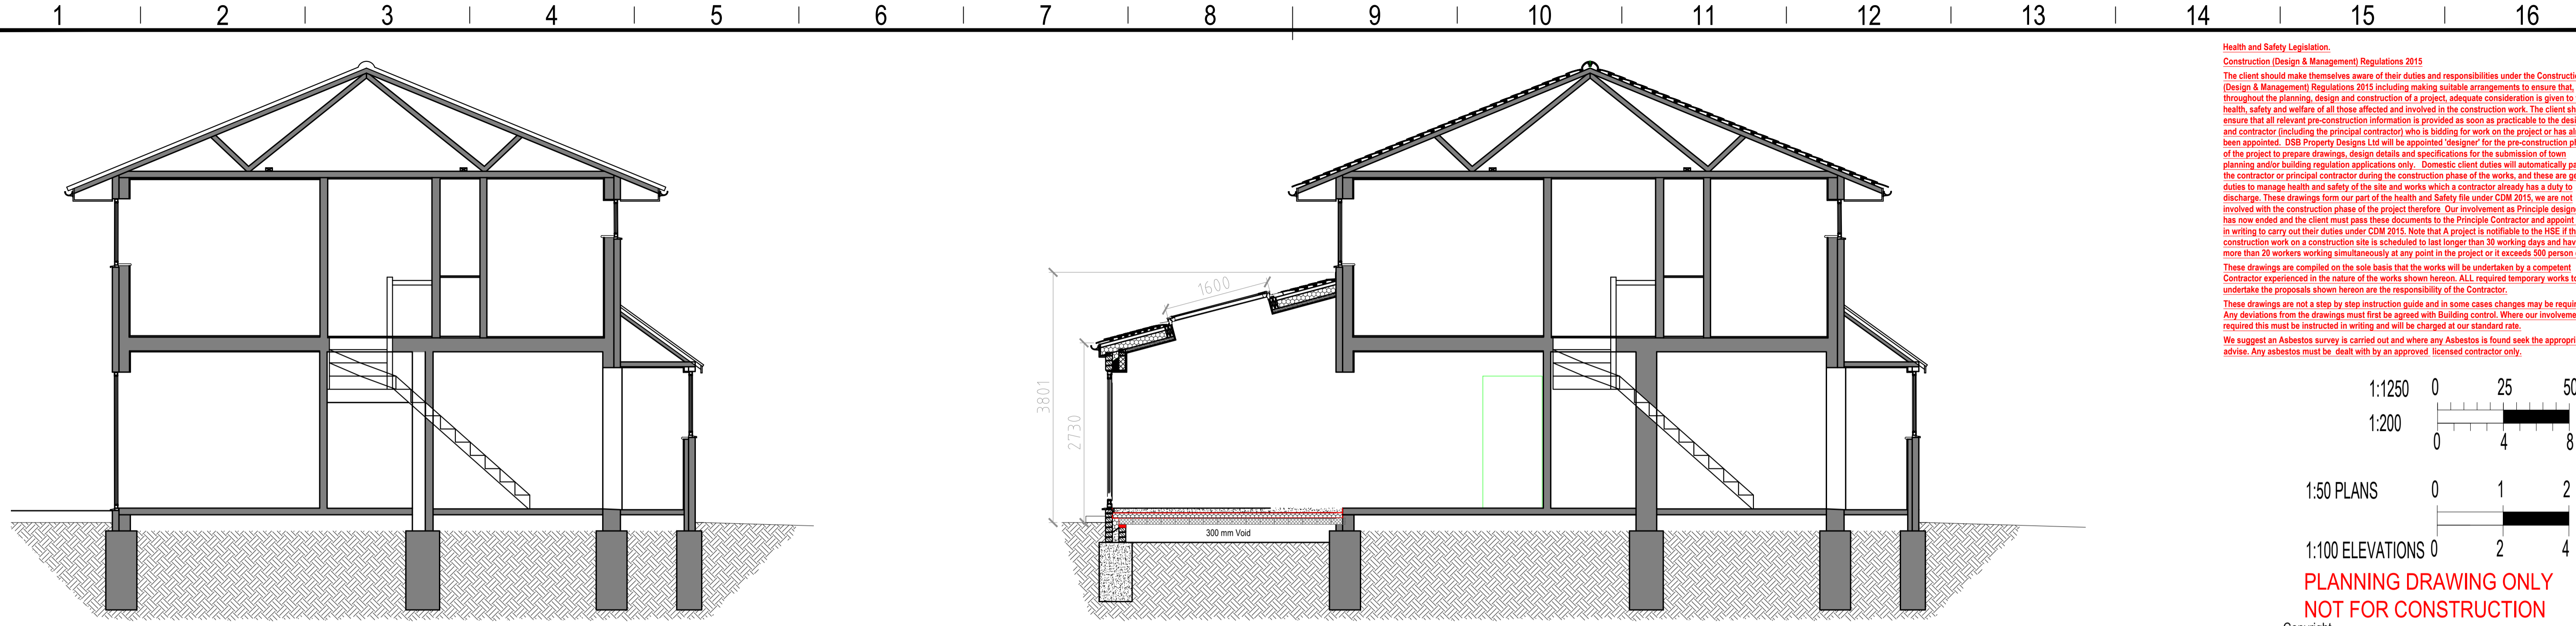 1 2 3 4 5 6 7 8 9 10 11 12 13 14 15 16
Health and Safety Legislation.
Construction (Design & Management) Regulations 2015
The client should make themselves aware of their duties and responsibilities under the Constructi
(Design & Management) Regulations 2015 including making suitable arrangements to ensure that,
throughout the planning, design and construction of a project, adequate consideration is given to
health, safety and welfare of all those affected and involved in the construction work. The client sh
ensure that all relevant pre-construction information is provided as soon as practicable to the desi
and contractor (including the principal contractor) who is bidding for work on the project or has al
been appointed. DSB Property Designs Ltd will be appointed 'designer' for the pre-construction ph
of the project to prepare drawings, design details and specifications for the submission of town
planning and/or building regulation applications only. Domestic client duties will automatically pa
the contractor or principal contractor during the construction phase of the works, and these are ge
duties to manage health and safety of the site and works which a contractor already has a duty to
discharge. These drawings form our part of the health and Safety file under CDM 2015, we are not
involved with the construction phase of the project therefore Our involvement as Principle design
has now ended and the client must pass these documents to the Principle Contractor and appoint
in writing to carry out their duties under CDM 2015. Note that A project is notifiable to the HSE if th
construction work on a construction site is scheduled to last longer than 30 working days and hav
more than 20 workers working simultaneously at any point in the project or it exceeds 500 person
These drawings are compiled on the sole basis that the works will be undertaken by a competent
Contractor experienced in the nature of the works shown hereon. ALL required temporary works to
undertake the proposals shown hereon are the responsibility of the Contractor.
These drawings are not a step by step instruction guide and in some cases changes may be requir
Any deviations from the drawings must first be agreed with Building control. Where our involveme
required this must be instructed in writing and will be charged at our standard rate.
We suggest an Asbestos survey is carried out and where any Asbestos is found seek the appropri
advise. Any asbestos must be dealt with by an approved licensed contractor only.
1600
3801
2730
300 mm Void
1:1250 0 25 50
1:200
0 4 8
1:50 PLANS 0 1 2
1:100 ELEVATIONS 0 2 4
PLANNING DRAWING ONLY
NOT FOR CONSTRUCTION